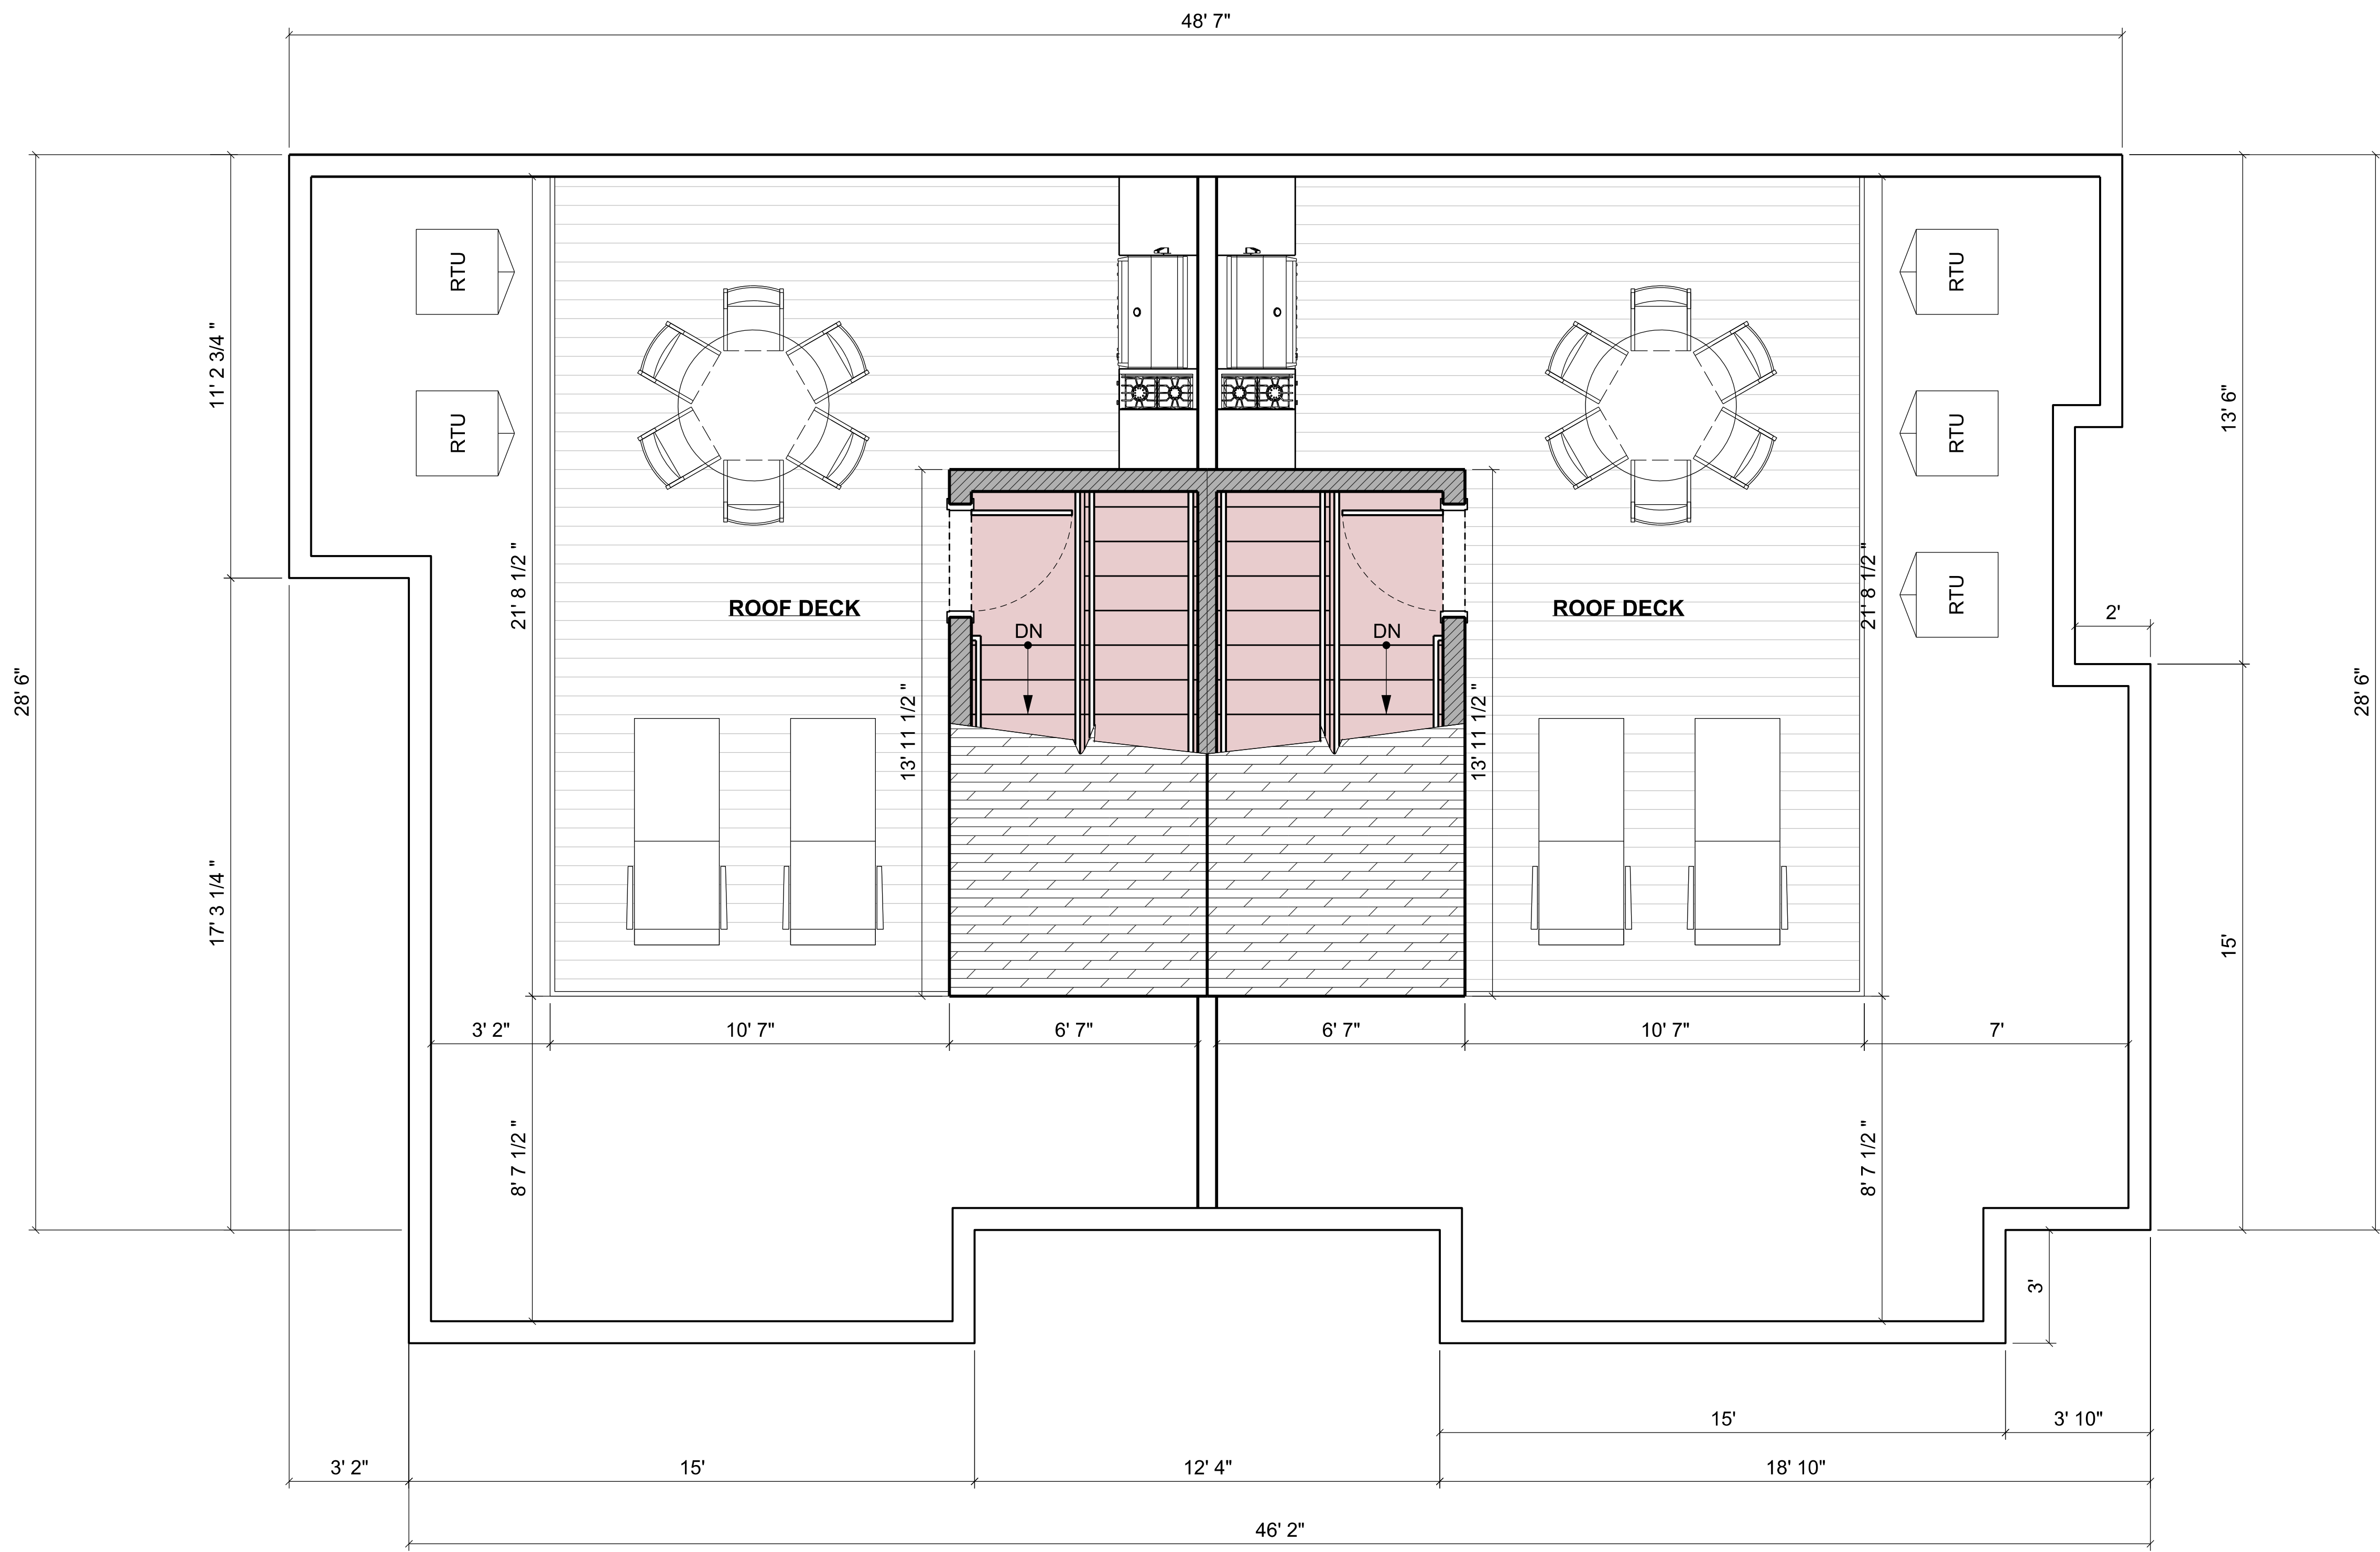 48' 7"
RTU
RTU
RTU
RTU
RTU
11' 2 3/4 "
13' 6"
28' 6"
28' 6"
21' 8 1/2 "
21' 8 1/2 "
ROOF DECK
ROOF DECK
DN
DN
2'
13' 11 1/2 "
13' 11 1/2 "
17' 3 1/4 "
15'
3' 2"
10' 7"
6' 7"
6' 7"
10' 7"
7'
8' 7 1/2 "
8' 7 1/2 "
3'
15'
3' 10"
3' 2"
15'
12' 4"
18' 10"
46' 2"